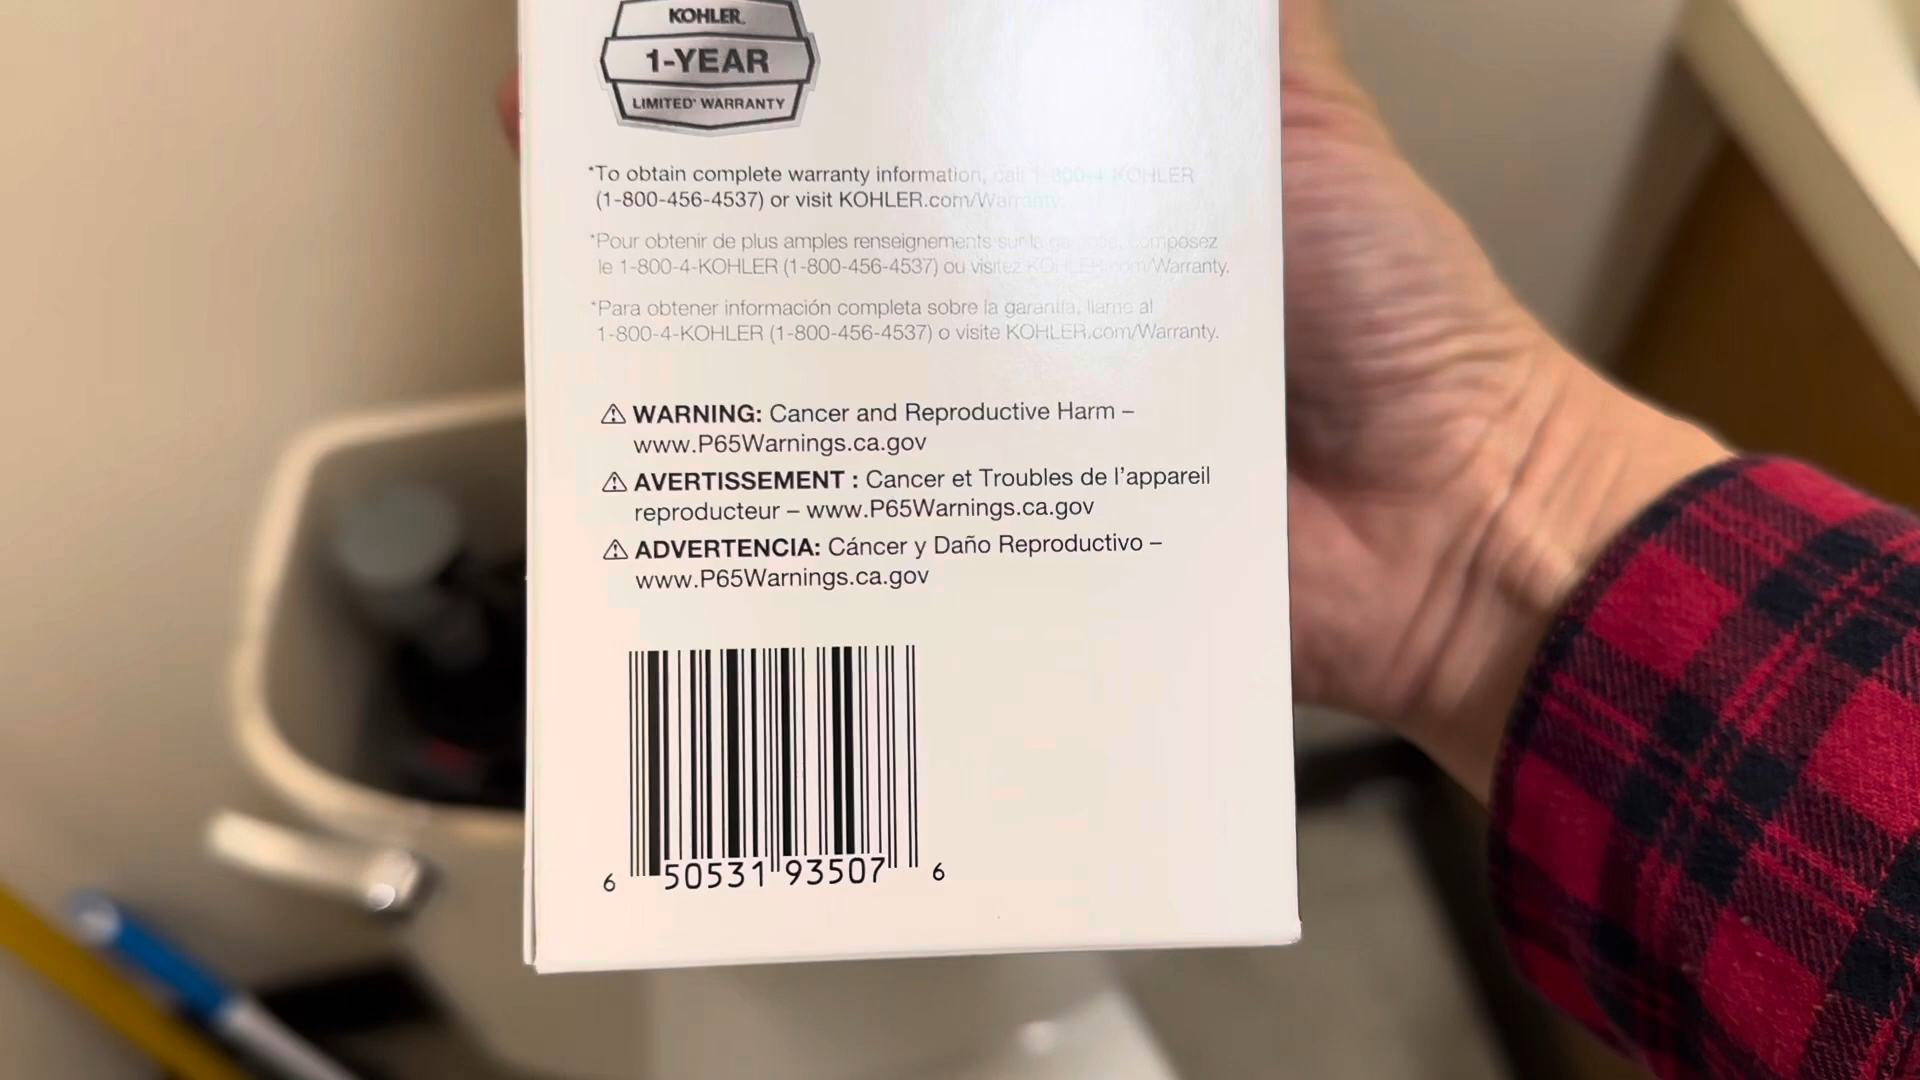 KOHLER
1-YEAR
LIMITED* WARRANTY
*To obtain complete warranty information, call 1-800-4-KOHLER
(1-800-456-4537) or visit KOHLER.com/Warranty.
*Pour obtenir de plus amples renseignements sur la garantie, composez
le 1-800-4-KOHLER (1-800-456-4537) ou visitez KOHLER.com/Warranty.
*Para obtener información completa sobre la garantía, llame al
1-800-4-KOHLER (1-800-456-4537) o visite KOHLER.com/Warranty.
⚠ WARNING: Cancer and Reproductive Harm –
www.P65Warnings.ca.gov
⚠ AVERTISSEMENT : Cancer et Troubles de l'appareil
reproducteur – www.P65Warnings.ca.gov
⚠ ADVERTENCIA: Cáncer y Daño Reproductivo –
www.P65Warnings.ca.gov
6 50531 93507 6